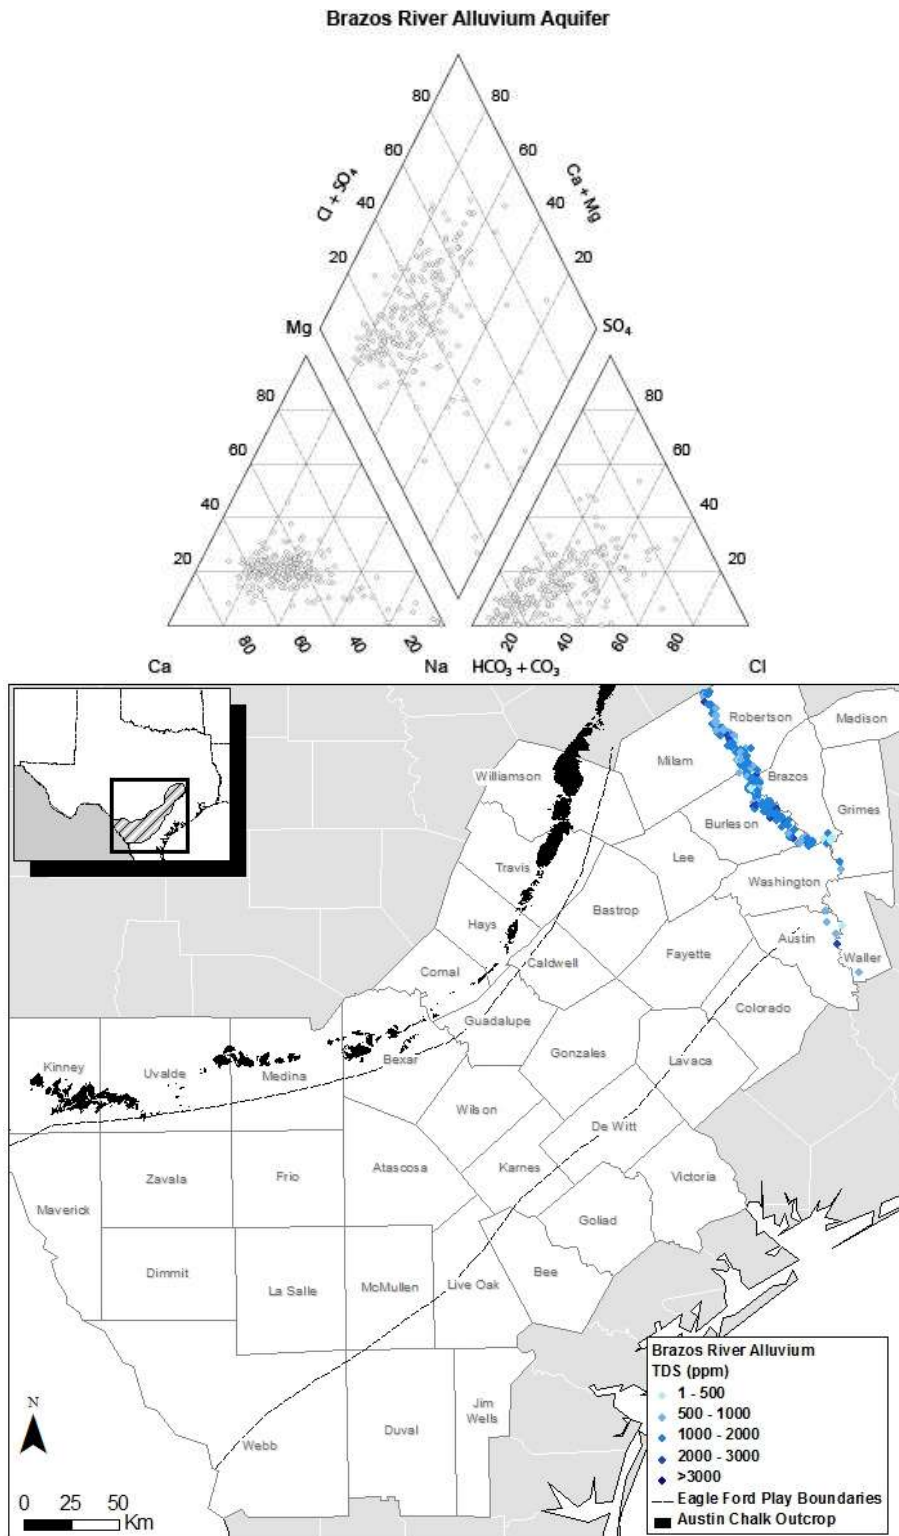 Brazos River Alluvium Aquifer
80 80
60 60
Cl + SO₄ Ca + Mg
40 40
20 20
Mg SO₄
80 80
60 60
40 40
20 20
80 60 40 20 20 40 60 80
Ca Na HCO₃ + CO₃ Cl
Robertson
Madison
Milam
Williamson
Brazos
Grimes
Burleson
Lee
Travis
Washington
Bastrop
Hays
Austin
Fayette
Waller
Caldwell
Comal
Colorado
Guadalupe
Gonzales
Lavaca
Bexar
Kinney
Uvalde
Medina
Wilson
De Witt
Atascosa
Karnes
Victoria
Zavala
Frio
Maverick
Goliad
Dimmit
Bee
La Salle
McMullen
Live Oak
Jim
Wells
Duval
Webb
N
0 25 50
Km
Brazos River Alluvium
TDS (ppm)
1 - 500
500 - 1000
1000 - 2000
2000 - 3000
>3000
Eagle Ford Play Boundaries
Austin Chalk Outcrop